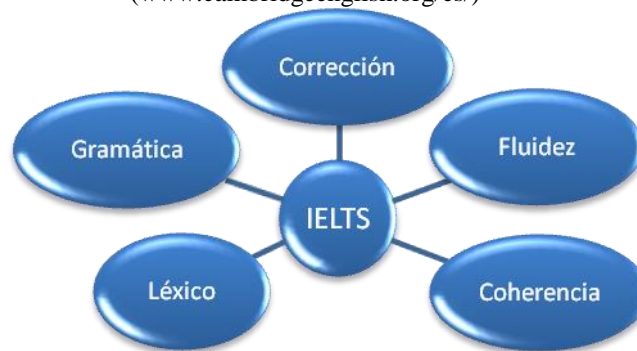 Corrección
Gramática
Fluidez
IELTS
Léxico
Coherencia